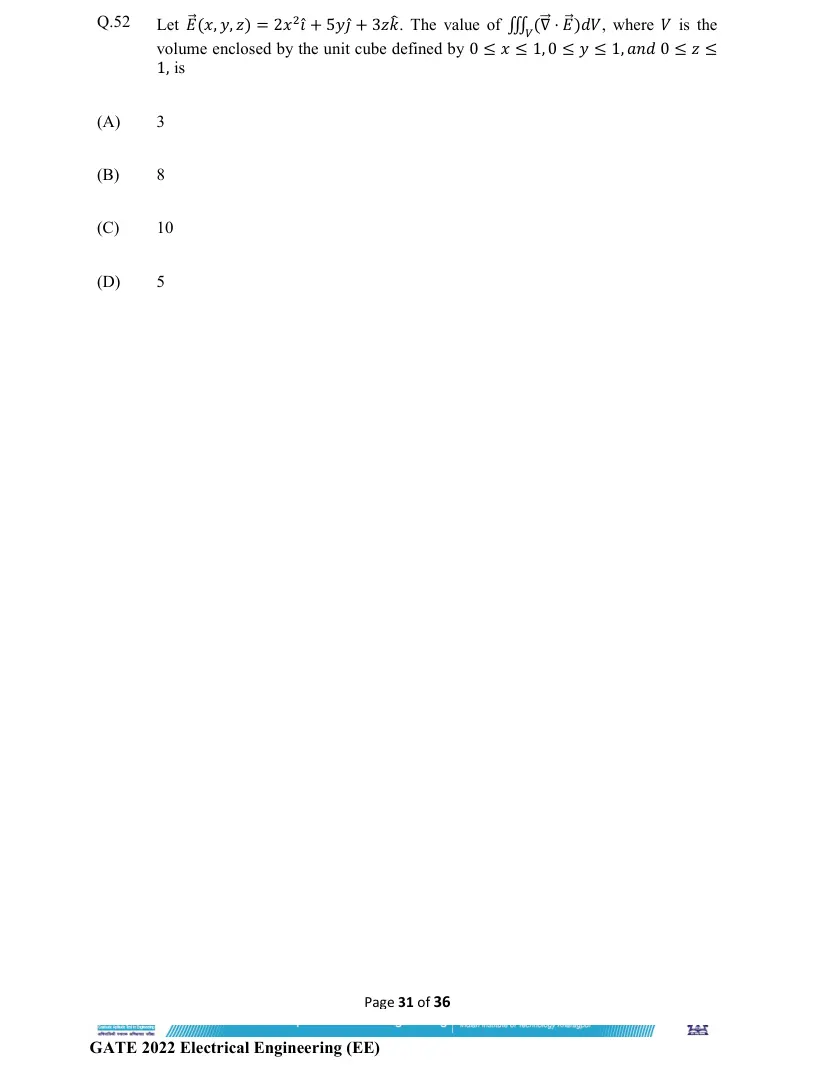 Q.52 Let E⃗(x, y, z) = 2x²î + 5yĵ + 3zk̂. The value of ∭_V(∇⃗ · E⃗)dV, where V is the
volume enclosed by the unit cube defined by 0 ≤ x ≤ 1, 0 ≤ y ≤ 1, and 0 ≤ z ≤
1, is
(A) 3
(B) 8
(C) 10
(D) 5
Page 31 of 36
GATE 2022 Electrical Engineering (EE)